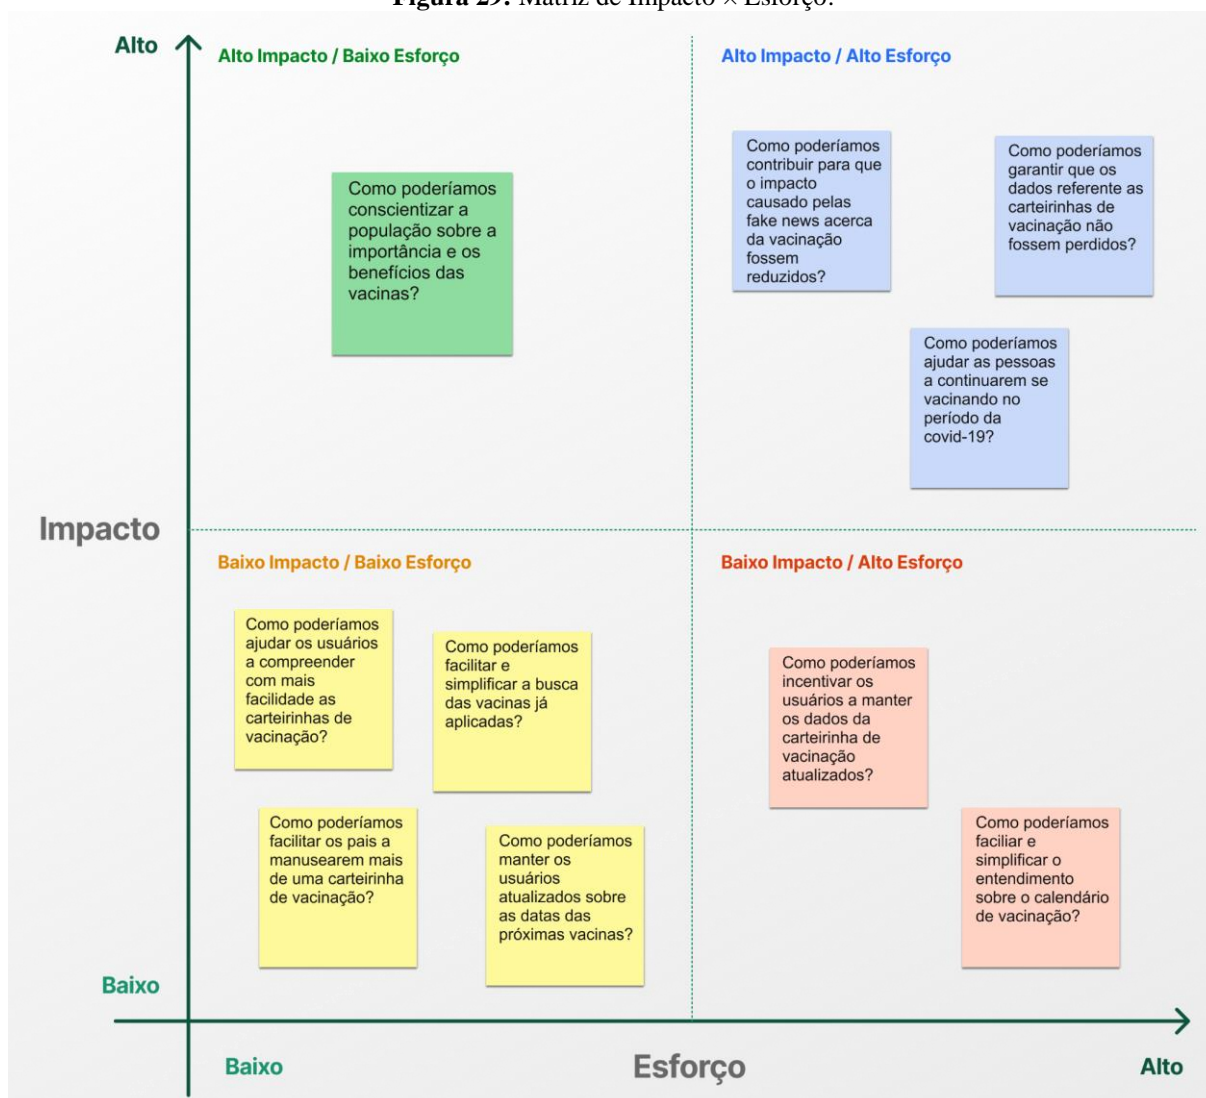 Figura 29: Matriz de Impacto × Esforço.
Alto
Alto Impacto / Baixo Esforço
Alto Impacto / Alto Esforço
Como poderíamos
conscientizar a
população sobre a
importância e os
benefícios das
vacinas?
Como poderíamos
contribuir para que
o impacto
causado pelas
fake news acerca
da vacinação
fossem
reduzidos?
Como poderíamos
garantir que os
dados referente as
carteirinhas de
vacinação não
fossem perdidos?
Como poderíamos
ajudar as pessoas
a continuarem se
vacinando no
período da
covid-19?
Impacto
Baixo Impacto / Baixo Esforço
Baixo Impacto / Alto Esforço
Como poderíamos
ajudar os usuários
a compreender
com mais
facilidade as
carteirinhas de
vacinação?
Como poderíamos
facilitar e
simplificar a busca
das vacinas já
aplicadas?
Como poderíamos
incentivar os
usuários a manter
os dados da
carteirinha de
vacinação
atualizados?
Como poderíamos
facilitar os pais a
manusearem mais
de uma carteirinha
de vacinação?
Como poderíamos
manter os
usuários
atualizados sobre
as datas das
próximas vacinas?
Como poderíamos
faciliar e
simplificar o
entendimento
sobre o calendário
de vacinação?
Baixo
Baixo
Esforço
Alto